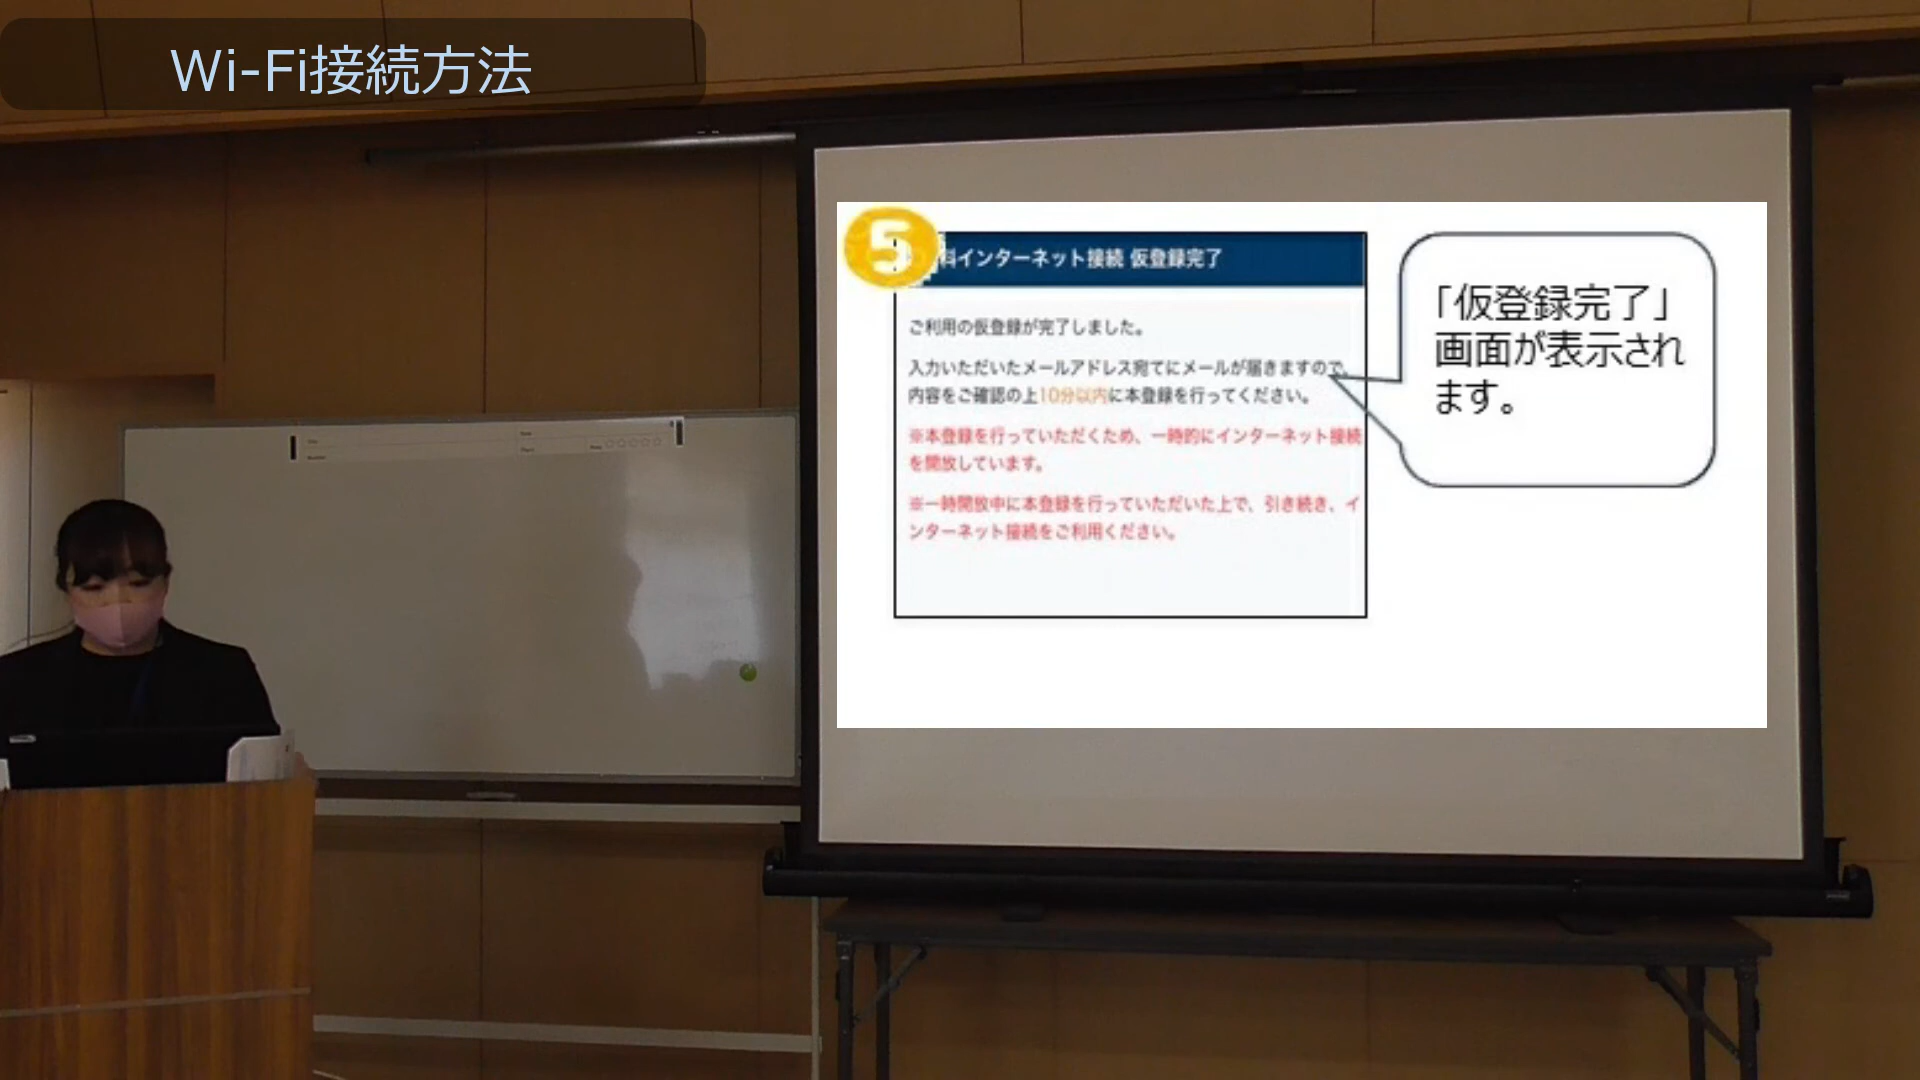 Wi-Fi接続方法
5
料インターネット接続 仮登録完了
ご利用の仮登録が完了しました。
入力いただいたメールアドレス宛てにメールが届きますので、
内容をご確認の上10分以内に本登録を行ってください。
※本登録を行っていただくため、一時的にインターネット接続
を開放しています。
※一時開放中に本登録を行っていただいた上で、引き続き、イ
ンターネット接続をご利用ください。
「仮登録完了」
画面が表示され
ます。